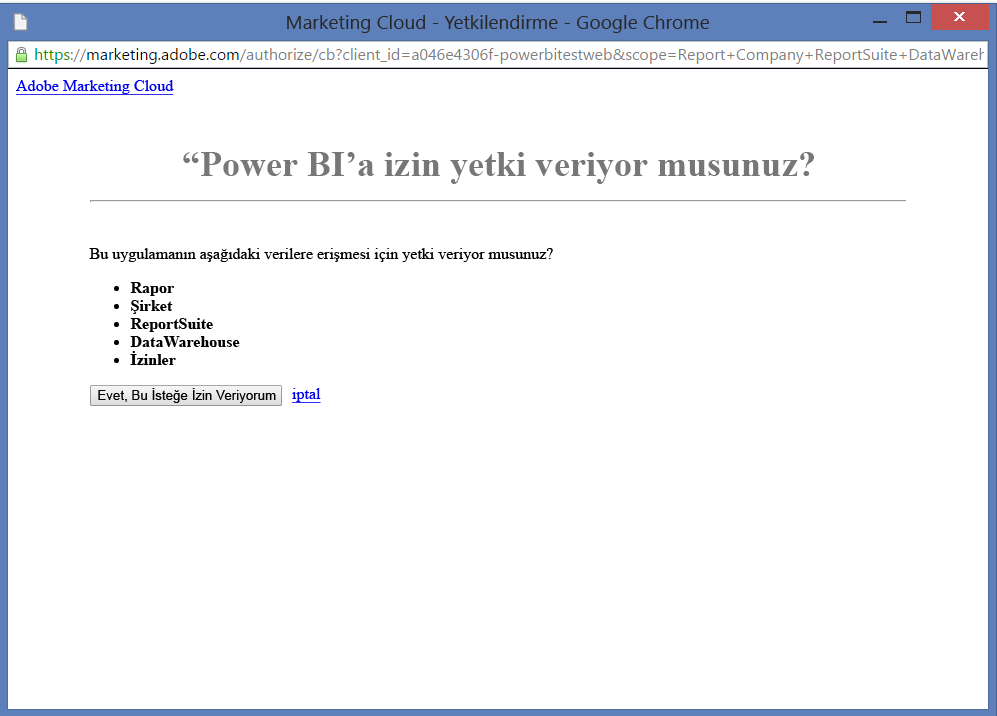 Marketing Cloud - Yetkilendirme - Google Chrome
https://marketing.adobe.com/authorize/cb?client_id=a046e4306f-powerbitestweb&scope=Report+Company+ReportSuite+DataWareh
Adobe Marketing Cloud
“Power BI’a izin yetki veriyor musunuz?
Bu uygulamanın aşağıdaki verilere erişmesi için yetki veriyor musunuz?
• Rapor
• Şirket
• ReportSuite
• DataWarehouse
• İzinler
Evet, Bu İsteğe İzin Veriyorum iptal